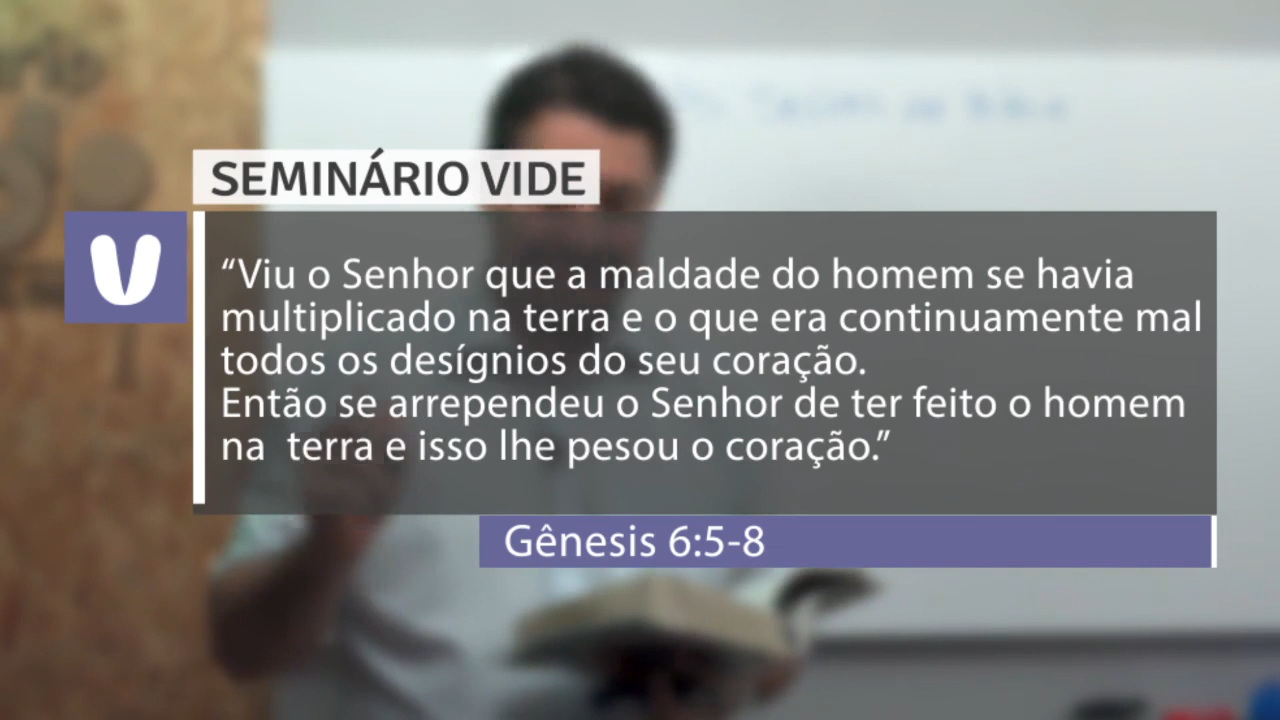 SEMINÁRIO VIDE
V
“Viu o Senhor que a maldade do homem se havia
multiplicado na terra e o que era continuamente mal
todos os desígnios do seu coração.
Então se arrependeu o Senhor de ter feito o homem
na  terra e isso lhe pesou o coração.”
Gênesis 6:5-8